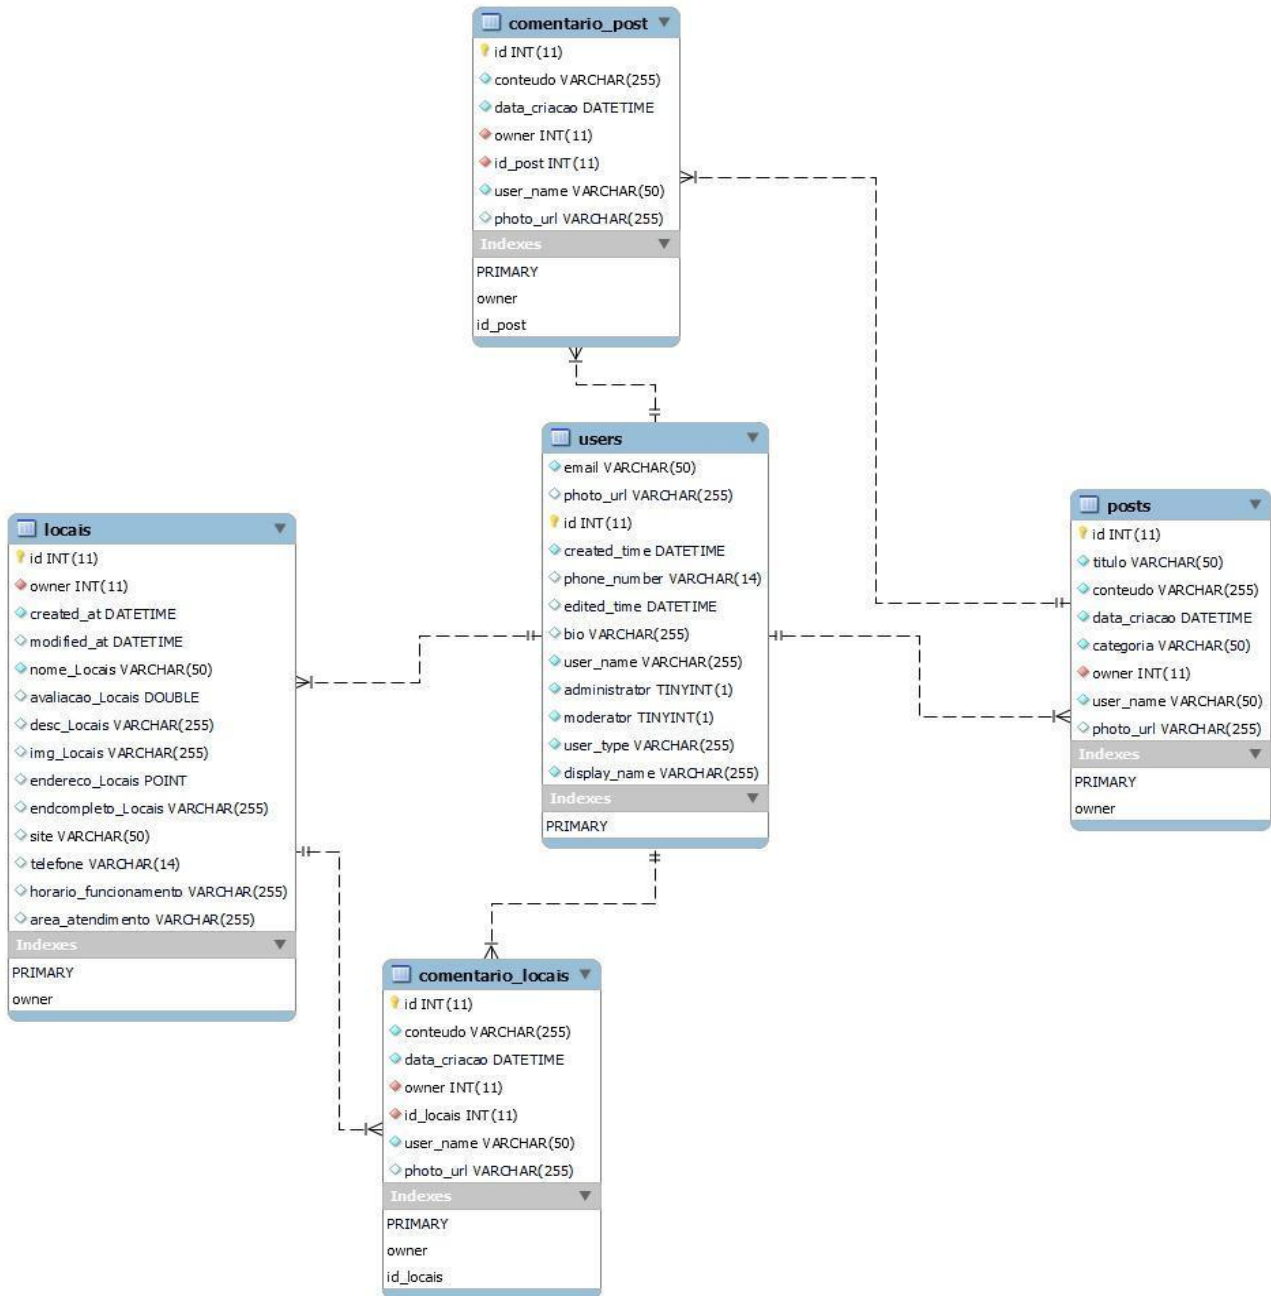 comentario_post
id INT(11)
conteudo VARCHAR(255)
data_criacao DATETIME
owner INT(11)
id_post INT(11)
user_name VARCHAR(50)
photo_url VARCHAR(255)
Indexes
PRIMARY
owner
id_post
users
email VARCHAR(50)
photo_url VARCHAR(255)
id INT(11)
created_time DATETIME
phone_number VARCHAR(14)
edited_time DATETIME
bio VARCHAR(255)
user_name VARCHAR(255)
administrator TINYINT(1)
moderator TINYINT(1)
user_type VARCHAR(255)
display_name VARCHAR(255)
Indexes
PRIMARY
posts
id INT(11)
titulo VARCHAR(50)
conteudo VARCHAR(255)
data_criacao DATETIME
categoria VARCHAR(50)
owner INT(11)
user_name VARCHAR(50)
photo_url VARCHAR(255)
Indexes
PRIMARY
owner
locais
id INT(11)
owner INT(11)
created_at DATETIME
modified_at DATETIME
nome_Locais VARCHAR(50)
avaliacao_Locais DOUBLE
desc_Locais VARCHAR(255)
img_Locais VARCHAR(255)
endereco_Locais POINT
endcompleto_Locais VARCHAR(255)
site VARCHAR(50)
telefone VARCHAR(14)
horario_funcionamento VARCHAR(255)
area_atendimento VARCHAR(255)
Indexes
PRIMARY
owner
comentario_locais
id INT(11)
conteudo VARCHAR(255)
data_criacao DATETIME
owner INT(11)
id_locais INT(11)
user_name VARCHAR(50)
photo_url VARCHAR(255)
Indexes
PRIMARY
owner
id_locais